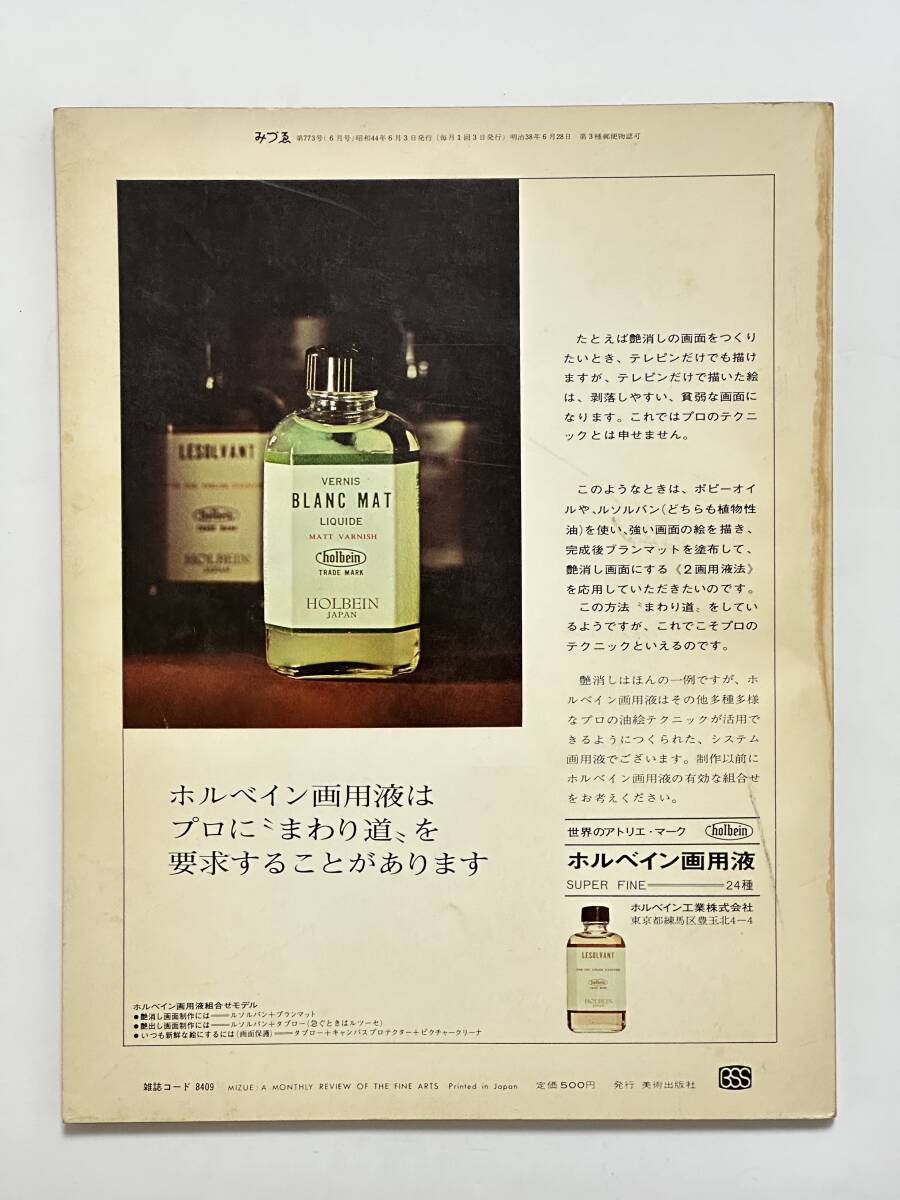 みづゑ 第773号(6月号)昭和44年6月3日発行(毎月1回3日発行) 明治38年6月28日 第3種郵便物認可
LESOLVANT
holbein
TRADE MARK
HOLBEIN
JAPAN
VERNIS
BLANC MAT
LIQUIDE
MATT VARNISH
holbein
TRADE MARK
HOLBEIN
JAPAN
たとえば艶消しの画面をつくり
たいとき、テレピンだけでも描け
ますが、テレピンだけで描いた絵
は、剥落しやすい、貧弱な画面に
なります。これではプロのテクニ
ックとは申せません。
このようなときは、ポピーオイ
ルや、ルソルバン(どちらも植物性
油)を使い、強い画面の絵を描き、
完成後ブランマットを塗布して、
艶消し画面にする《2画用液法》
を応用していただきたいのです。
この方法〝まわり道〟をしてい
るようですが、これでこそプロの
テクニックといえるのです。
艶消しはほんの一例ですが、ホ
ルベイン画用液はその他多種多様
なプロの油絵テクニックが活用で
きるようにつくられた、システム
画用液でございます。制作以前に
ホルベイン画用液の有効な組合せ
をお考えください。
ホルベイン画用液は
プロに〝まわり道〟を
要求することがあります
世界のアトリエ・マーク holbein
ホルベイン画用液
SUPER FINE 24種
ホルベイン工業株式会社
東京都練馬区豊玉北4-4
LESOLVANT
holbein
HOLBEIN
ホルベイン画用液組合せモデル
●艶消し画面制作には——ルソルバン+ブランマット
●艶出し画面制作には——ルソルバン+タブロー(急ぐときはルツーセ)
●いつも新鮮な絵にするには(画面保護)——タブロー+キャンバスプロテクター+ピクチャークリーナ
雑誌コード 8409 MIZUE: A MONTHLY REVIEW OF THE FINE ARTS Printed in Japan 定価500円 発行 美術出版社 BSS